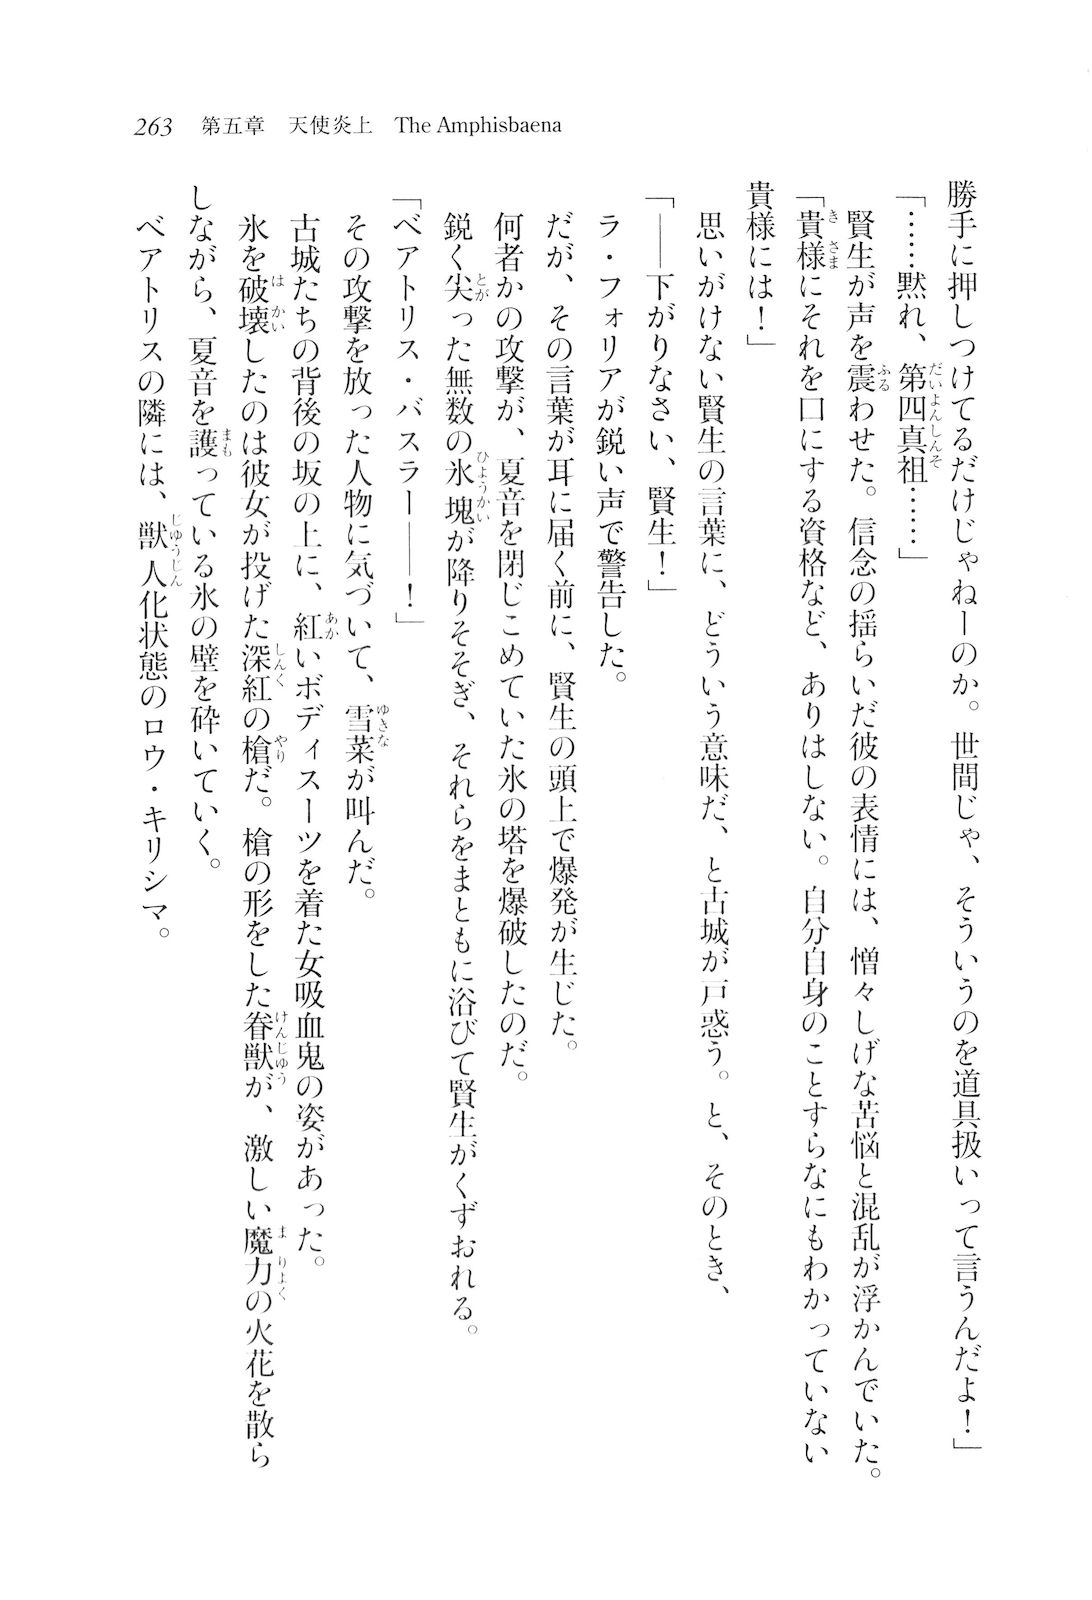 263　第五章　天使炎上　The Amphisbaena
勝手に押しつけてるだけじゃねーのか。世間じゃ、そういうのを道具扱いって言うんだよ！」
「……黙れ、第四真祖……」
賢生が声を震わせた。信念の揺らいだ彼の表情には、憎々しげな苦悩と混乱が浮かんでいた。
「貴様にそれを口にする資格など、ありはしない。自分自身のことすらなにもわかっていない
貴様には！」
思いがけない賢生の言葉に、どういう意味だ、と古城が戸惑う。と、そのとき、
「――下がりなさい、賢生！」
ラ・フォリアが鋭い声で警告した。
だが、その言葉が耳に届く前に、賢生の頭上で爆発が生じた。
何者かの攻撃が、夏音を閉じこめていた氷の塔を爆破したのだ。
鋭く尖った無数の氷塊が降りそそぎ、それらをまともに浴びて賢生がくずおれる。
「ベアトリス・バスラー――！」
その攻撃を放った人物に気づいて、雪菜が叫んだ。
古城たちの背後の坂の上に、紅いボディスーツを着た女吸血鬼の姿があった。
氷を破壊したのは彼女が投げた深紅の槍だ。槍の形をした眷獣が、激しい魔力の火花を散ら
しながら、夏音を護っている氷の壁を砕いていく。
ベアトリスの隣には、獣人化状態のロウ・キリシマ。